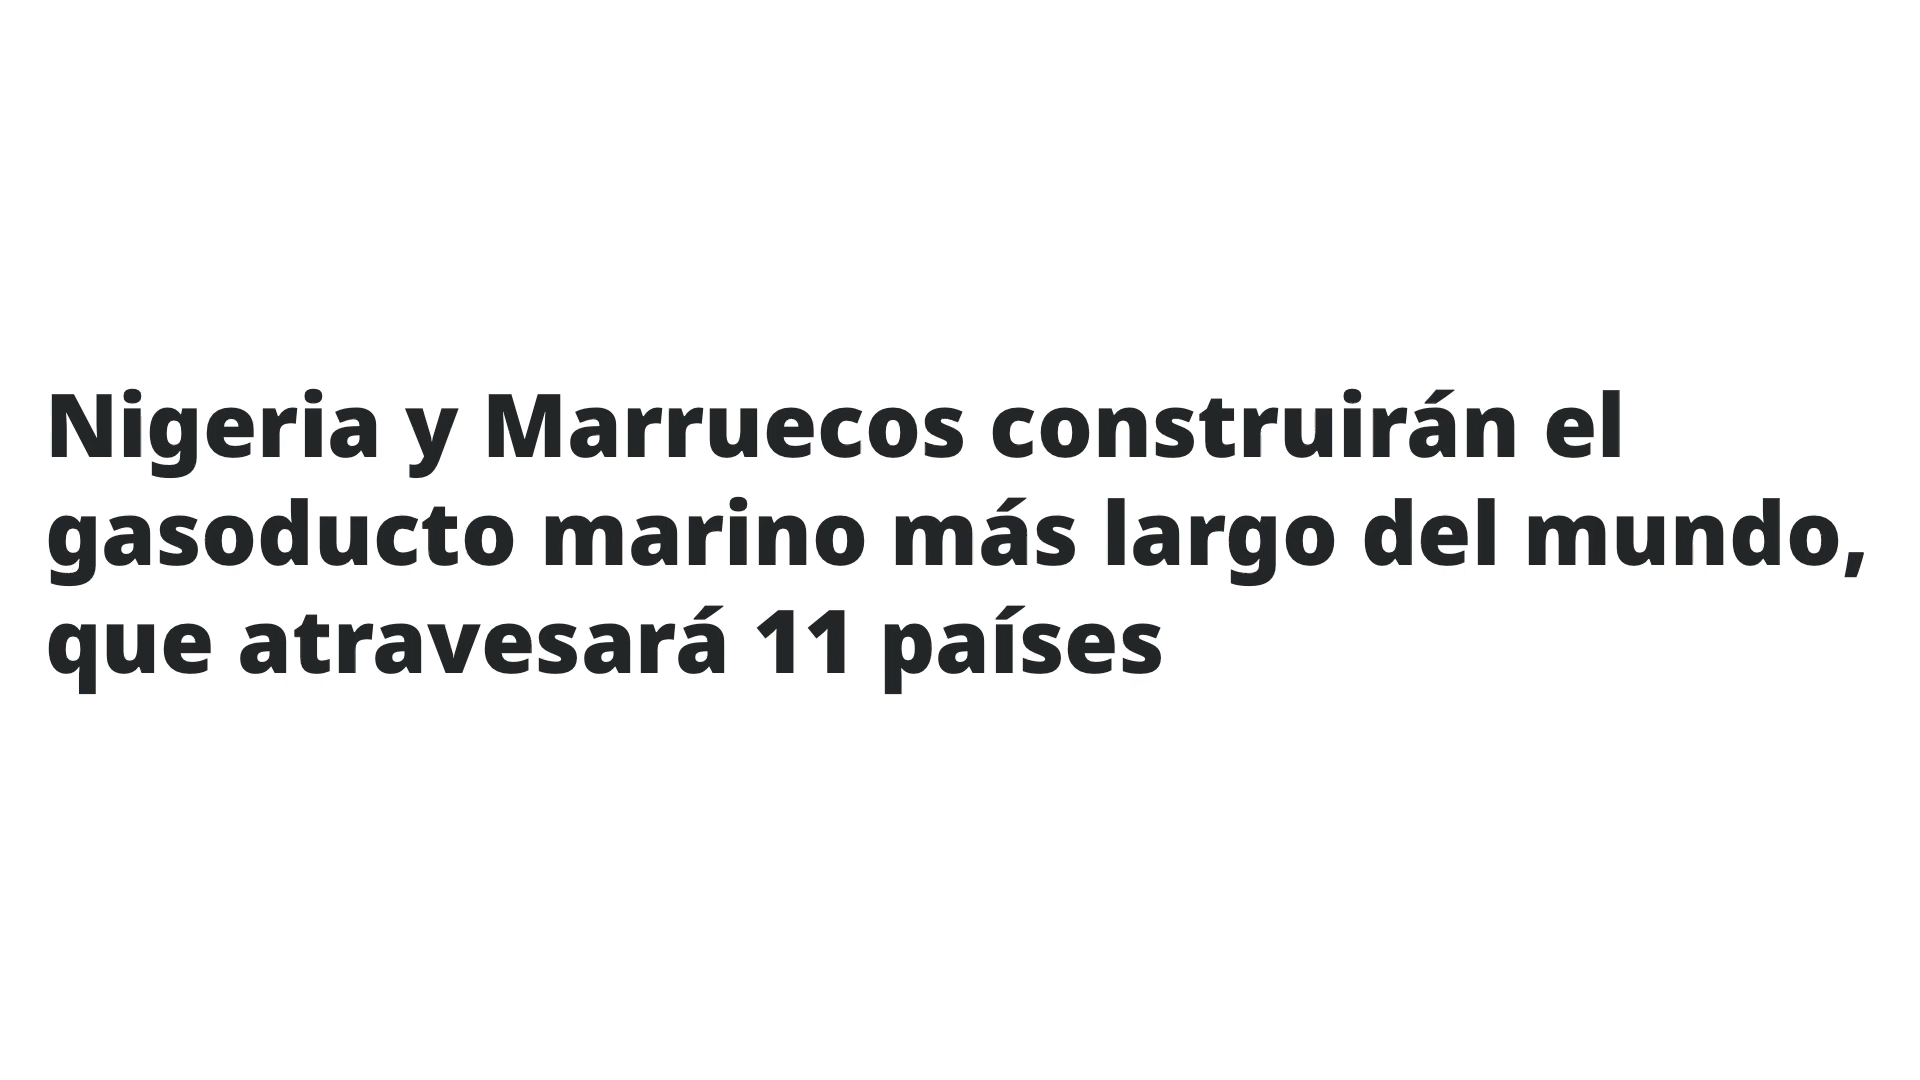 Nigeria y Marruecos construirán el
gasoducto marino más largo del mundo,
que atravesará 11 países